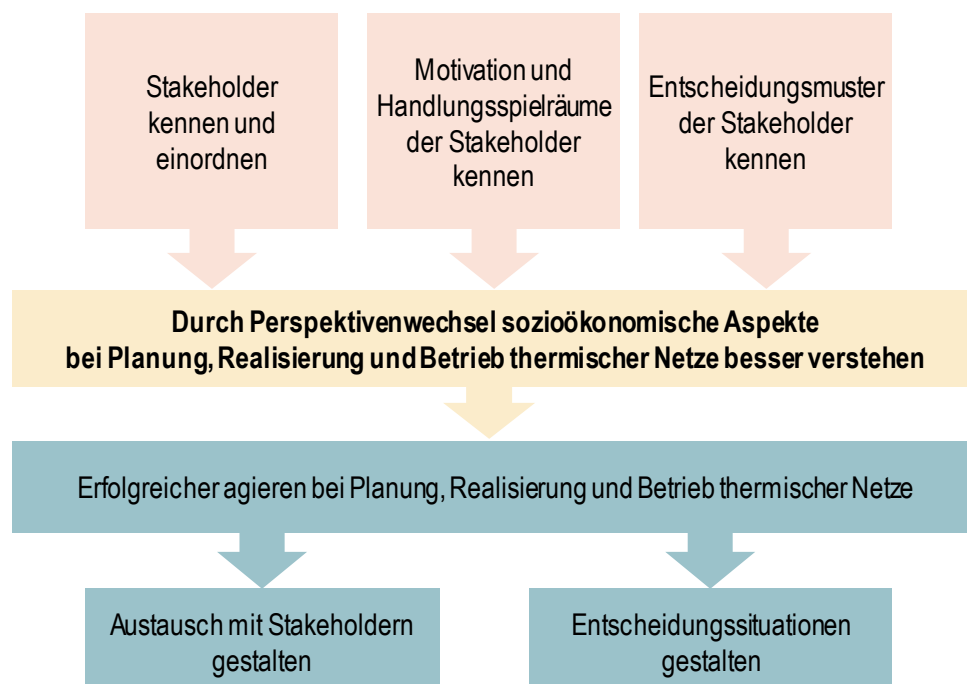 Stakeholder
kennen und
einordnen
Motivation und
Handlungsspielräume
der Stakeholder
kennen
Entscheidungsmuster
der Stakeholder
kennen
Durch Perspektivenwechsel sozioökonomische Aspekte
bei Planung, Realisierung und Betrieb thermischer Netze besser verstehen
Erfolgreicher agieren bei Planung, Realisierung und Betrieb thermischer Netze
Austausch mit Stakeholdern
gestalten
Entscheidungssituationen
gestalten